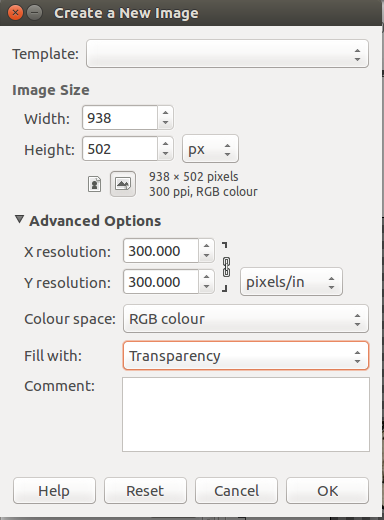 Create a New Image
Template:
Image Size
Width: 938
Height: 502 px
938 × 502 pixels
300 ppi, RGB colour
Advanced Options
X resolution: 300.000
Y resolution: 300.000 pixels/in
Colour space: RGB colour
Fill with: Transparency
Comment:
Help Reset Cancel OK